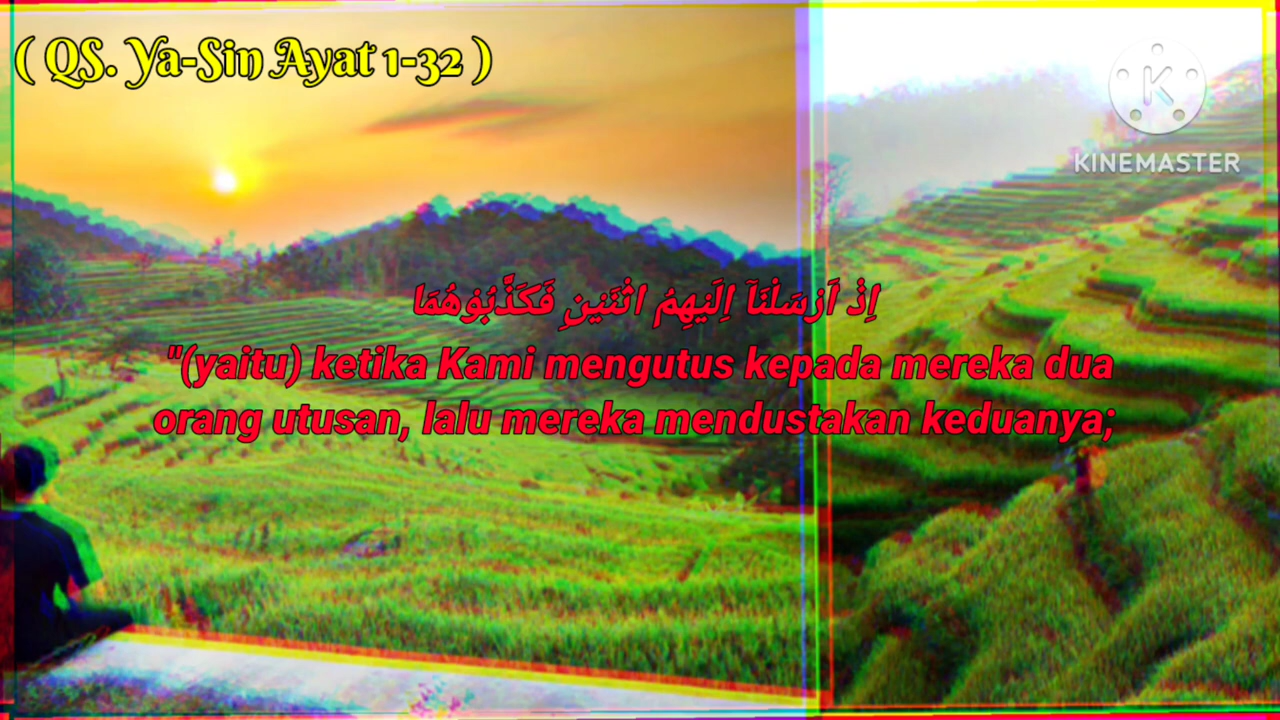 ( QS. Ya-Sin Ayat 1-32 )
KINEMASTER
اِذْ اَرْسَلْنَآ اِلَيْهِمُ اثْنَيْنِ فَكَذَّبُوْهُمَا
"(yaitu) ketika Kami mengutus kepada mereka dua
orang utusan, lalu mereka mendustakan keduanya;